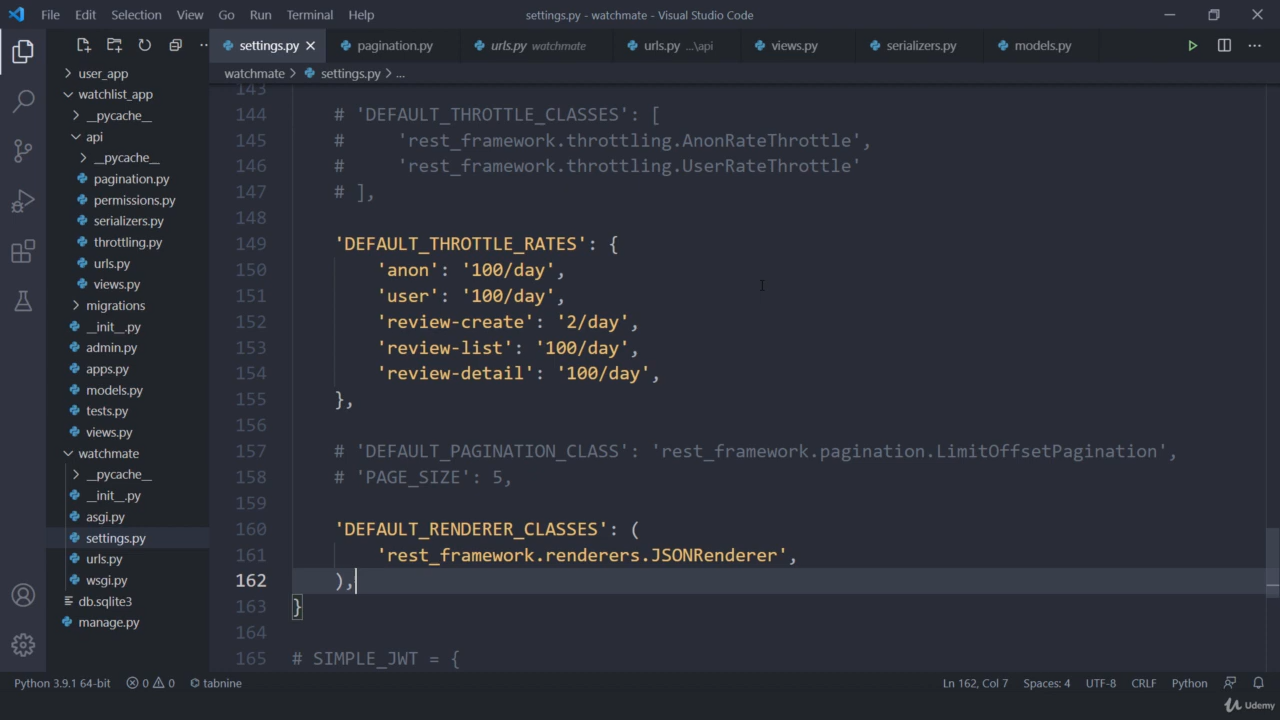 File Edit Selection View Go Run Terminal Help
settings.py - watchmate - Visual Studio Code
settings.py pagination.py urls.py watchmate urls.py ...\api views.py serializers.py models.py
watchmate > settings.py > ...
user_app
watchlist_app
__pycache__
api
__pycache__
pagination.py
permissions.py
serializers.py
throttling.py
urls.py
views.py
migrations
__init__.py
admin.py
apps.py
models.py
tests.py
views.py
watchmate
__pycache__
__init__.py
asgi.py
settings.py
urls.py
wsgi.py
db.sqlite3
manage.py
143
144 # 'DEFAULT_THROTTLE_CLASSES': [
145 # 'rest_framework.throttling.AnonRateThrottle',
146 # 'rest_framework.throttling.UserRateThrottle'
147 # ],
148
149 'DEFAULT_THROTTLE_RATES': {
150 'anon': '100/day',
151 'user': '100/day',
152 'review-create': '2/day',
153 'review-list': '100/day',
154 'review-detail': '100/day',
155 },
156
157 # 'DEFAULT_PAGINATION_CLASS': 'rest_framework.pagination.LimitOffsetPagination',
158 # 'PAGE_SIZE': 5,
159
160 'DEFAULT_RENDERER_CLASSES': (
161 'rest_framework.renderers.JSONRenderer',
162 ),
163 }
164
165 # SIMPLE_JWT = {
Python 3.9.1 64-bit 0 0 tabnine Ln 162, Col 7 Spaces: 4 UTF-8 CRLF Python
Udemy